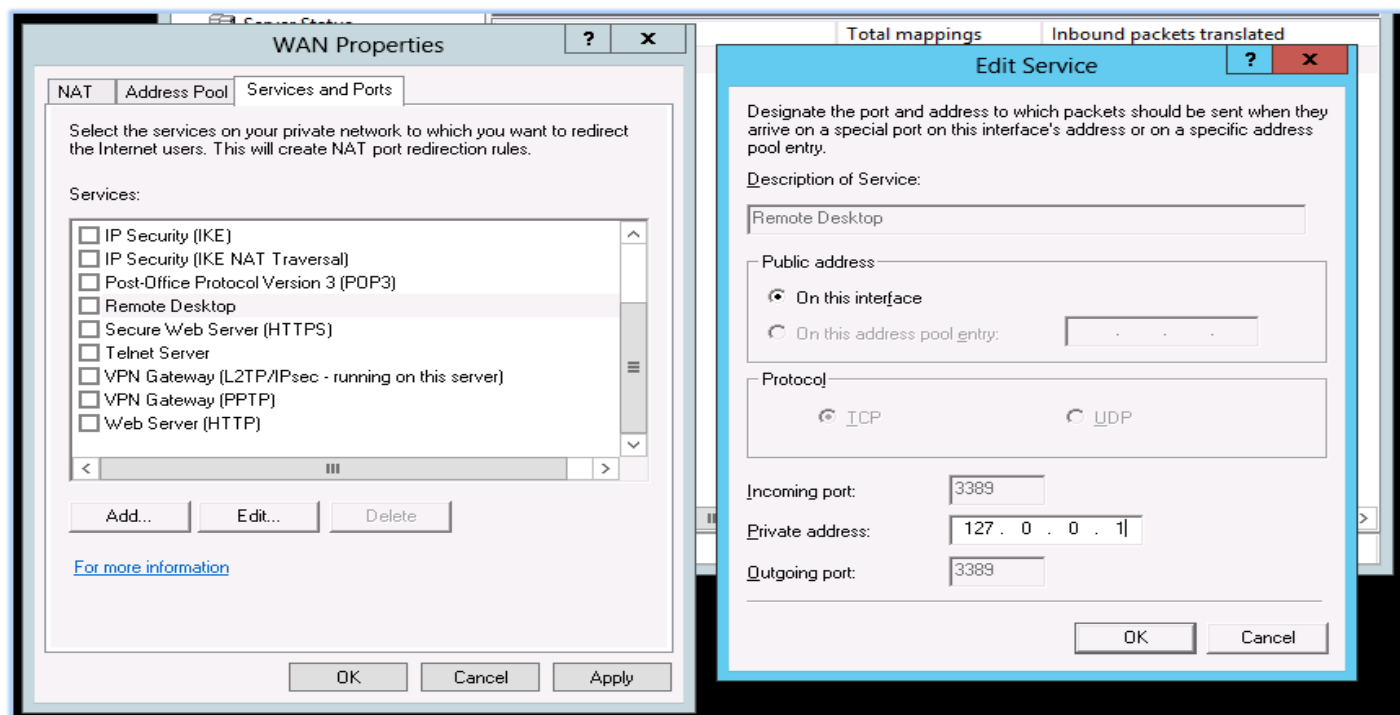 Server Status
Total mappings
Inbound packets translated
WAN Properties
?
x
NAT
Address Pool
Services and Ports
Select the services on your private network to which you want to redirect
the Internet users. This will create NAT port redirection rules.
Services:
IP Security (IKE)
IP Security (IKE NAT Traversal)
Post-Office Protocol Version 3 (POP3)
Remote Desktop
Secure Web Server (HTTPS)
Telnet Server
VPN Gateway (L2TP/IPsec - running on this server)
VPN Gateway (PPTP)
Web Server (HTTP)
Add...
Edit...
Delete
For more information
OK
Cancel
Apply
Edit Service
?
x
Designate the port and address to which packets should be sent when they
arrive on a special port on this interface's address or on a specific address
pool entry.
Description of Service:
Remote Desktop
Public address
On this interface
On this address pool entry:
. . .
Protocol
TCP
UDP
Incoming port:
3389
Private address:
127 . 0 . 0 . 1
Outgoing port:
3389
OK
Cancel